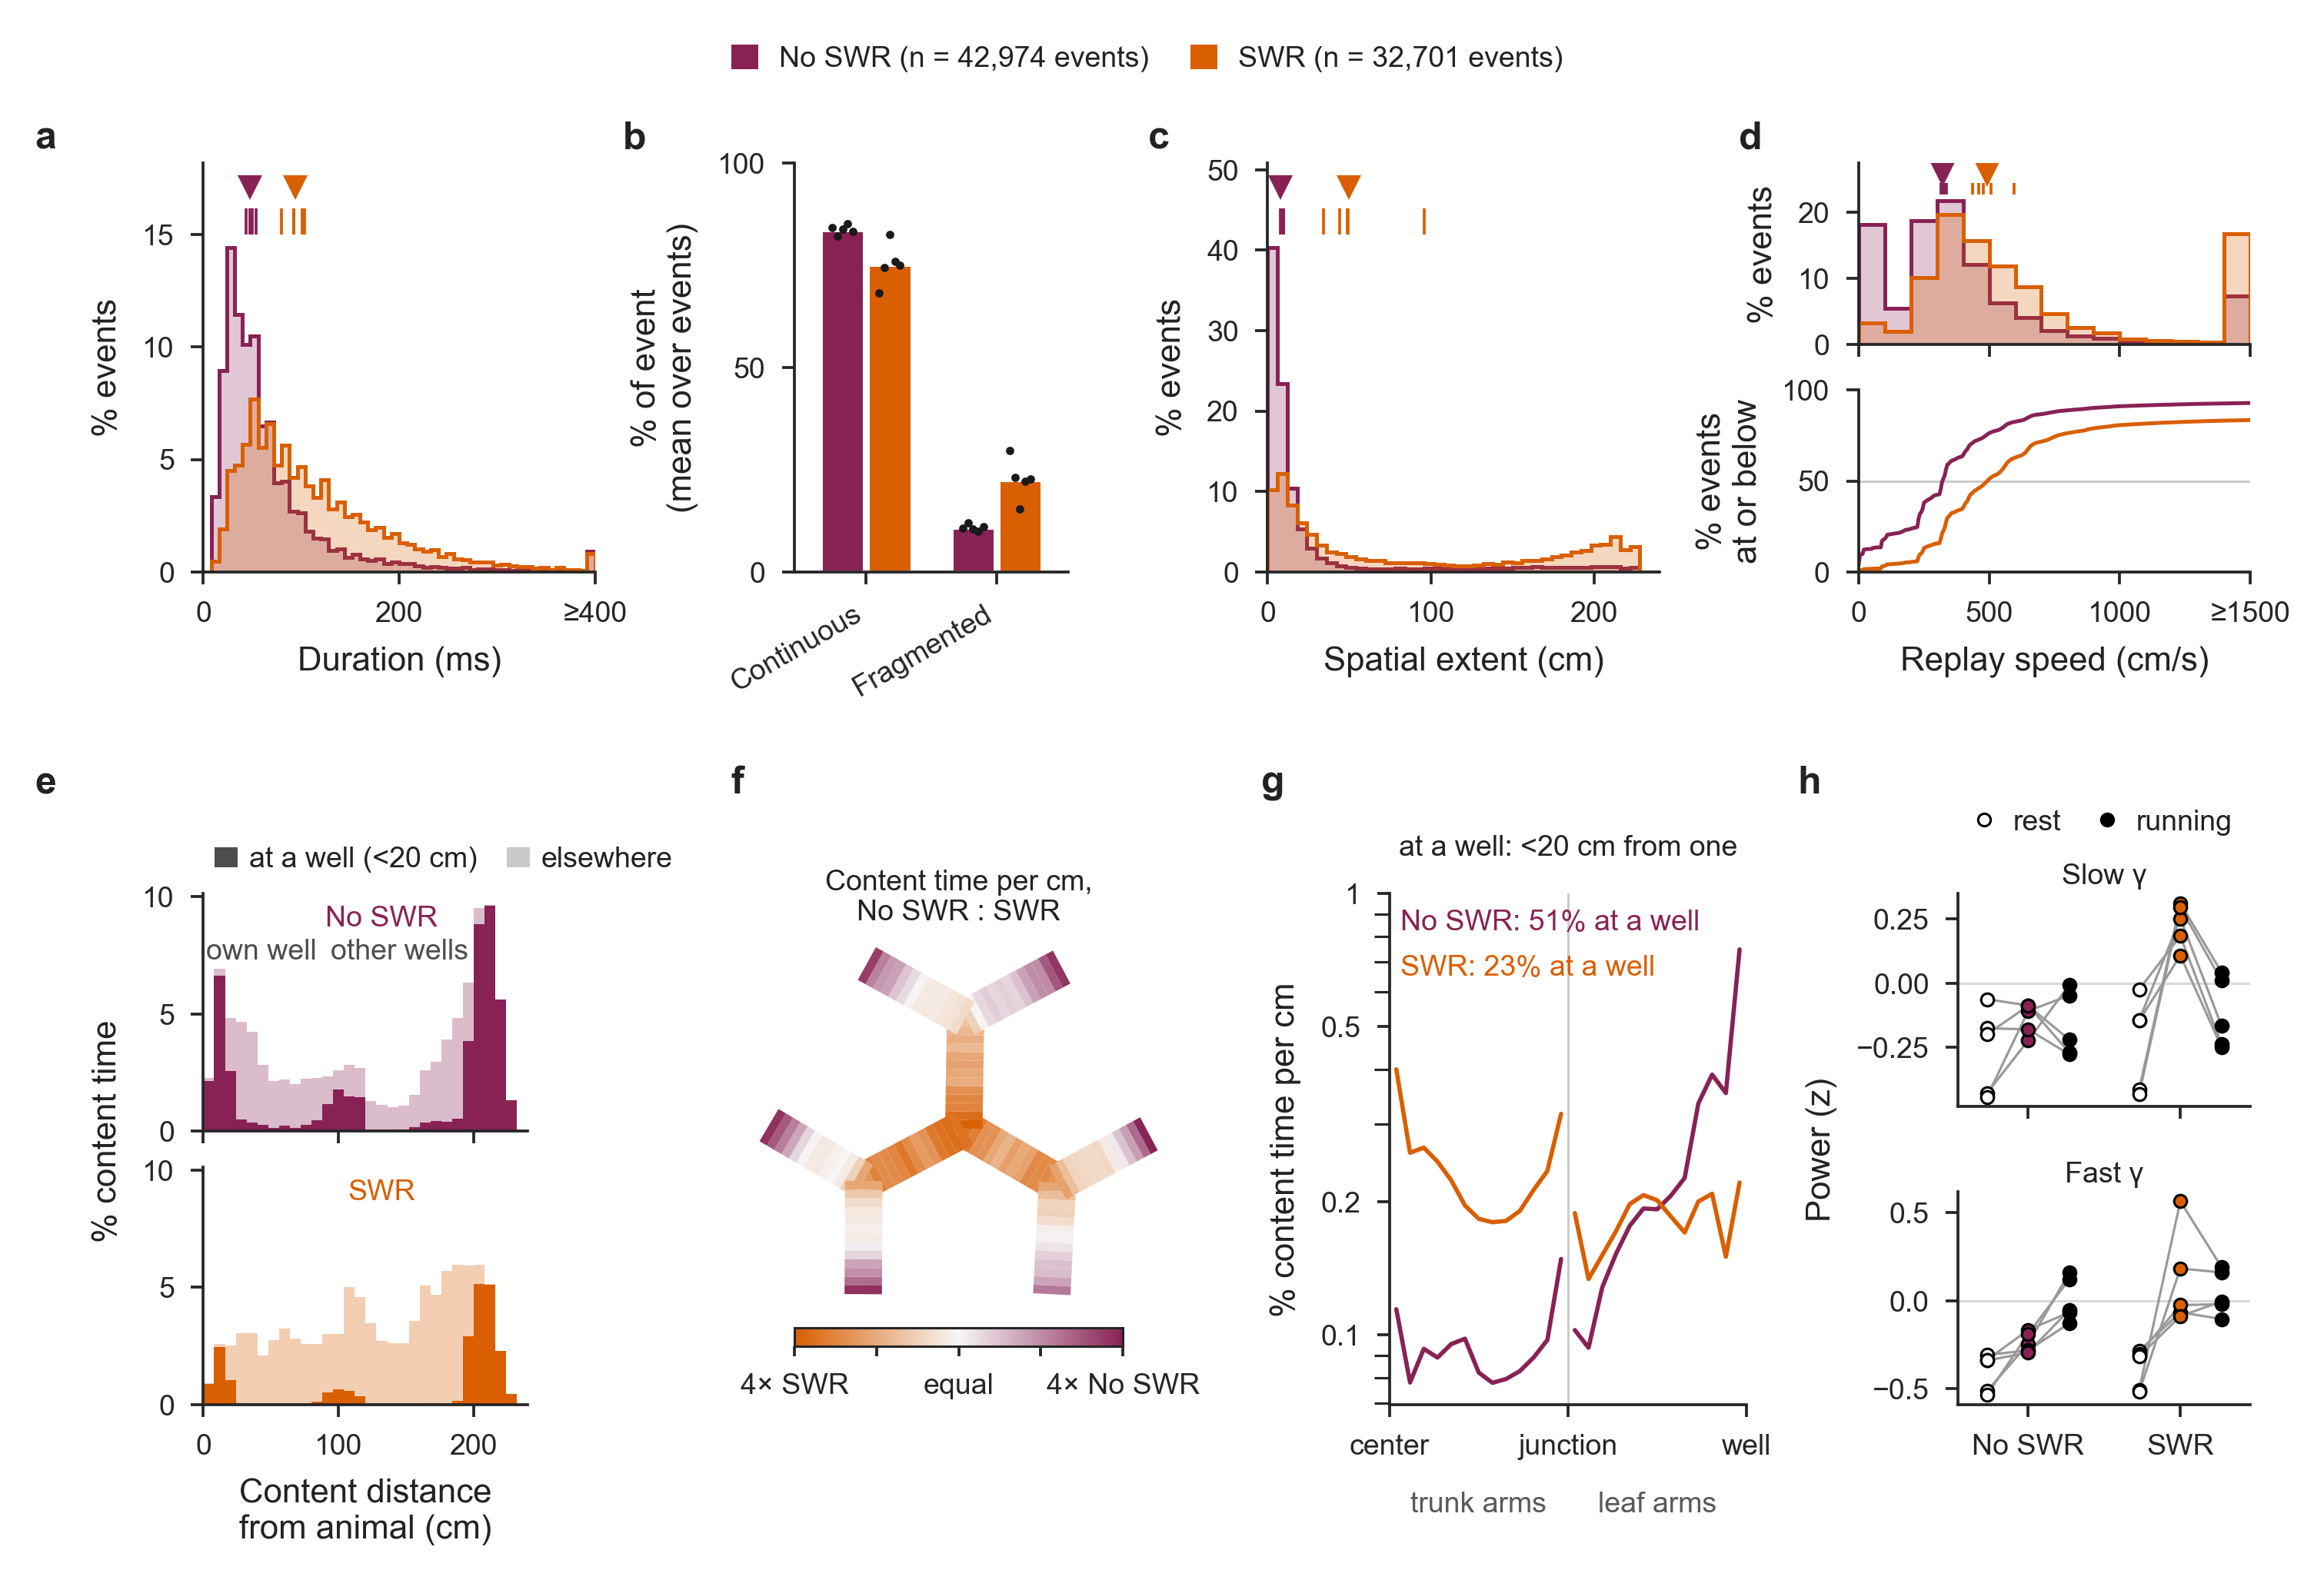 No SWR (n = 42,974 events)
SWR (n = 32,701 events)
a
% events
15
10
5
0
0
200
≥400
Duration (ms)
b
% of event
(mean over events)
100
50
0
Continuous
Fragmented
c
% events
50
40
30
20
10
0
0
100
200
Spatial extent (cm)
d
% events
20
10
0
% events
at or below
100
50
0
0
500
1000
≥1500
Replay speed (cm/s)
e
at a well (<20 cm)
elsewhere
% content time
10
5
0
No SWR
own well
other wells
10
5
0
SWR
0
100
200
Content distance
from animal (cm)
f
Content time per cm,
No SWR : SWR
4× SWR
equal
4× No SWR
g
at a well: <20 cm from one
% content time per cm
1
0.5
0.2
0.1
No SWR: 51% at a well
SWR: 23% at a well
center
junction
well
trunk arms
leaf arms
h
rest
running
Power (z)
Slow γ
0.25
0.00
−0.25
Fast γ
0.5
0.0
−0.5
No SWR
SWR